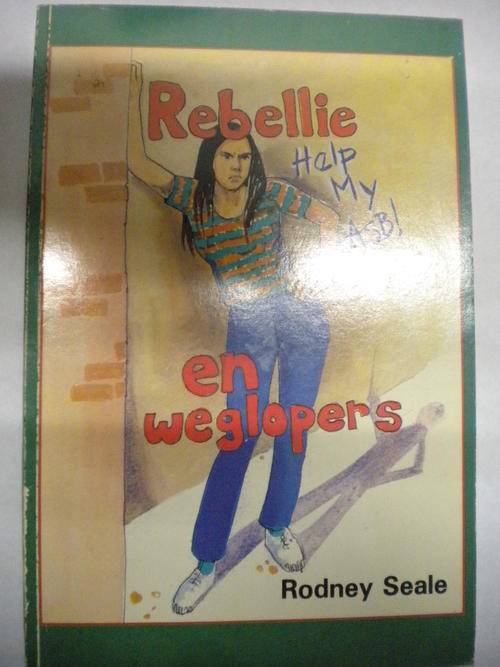 Rebellie
Help
My
ASB!
en
weglopers
Rodney Seale